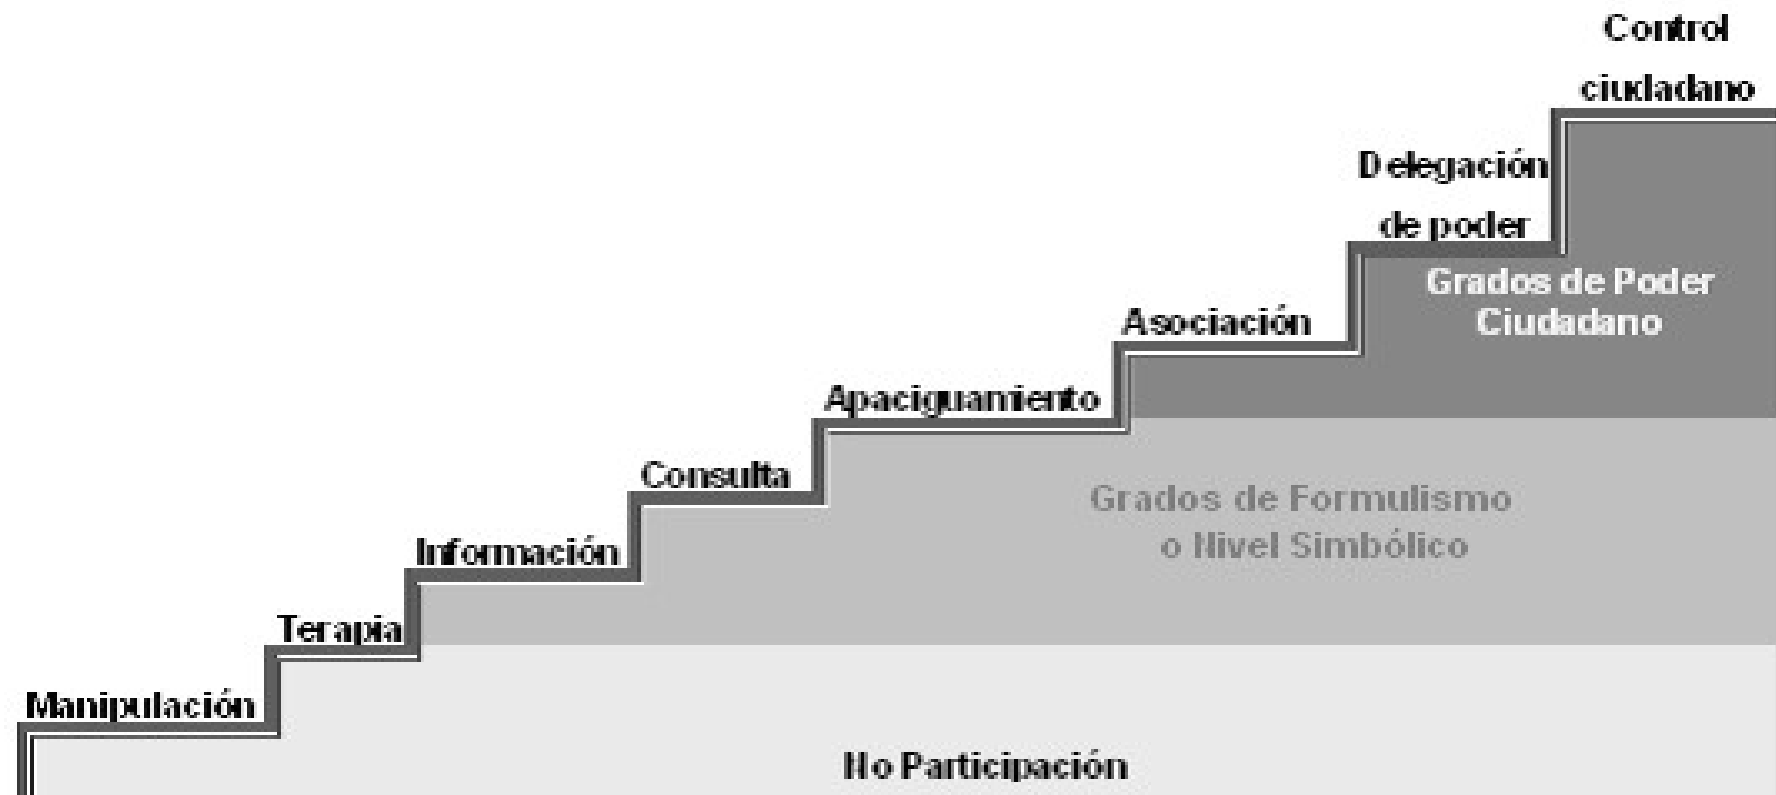 Control
ciudadano
Delegación
de poder
Grados de Poder
Ciudadano
Asociación
Apaciguamiento
Consulta
Grados de Formulismo
o Nivel Simbólico
Información
Terapia
Manipulación
No Participación